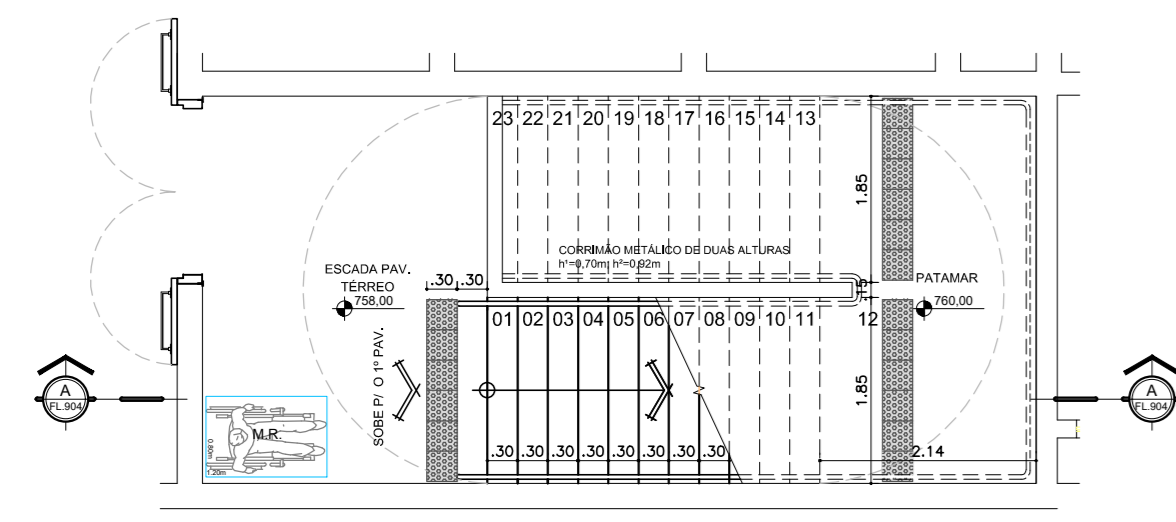 23 22 21 20 19 18 17 16 15 14 13
1.85
CORRIMÃO METÁLICO DE DUAS ALTURAS
h¹=0,70m; h²=0,92m
ESCADA PAV.
TÉRREO
758,00
.30 .30
.15
PATAMAR
760,00
01 02 03 04 05 06 07 08 09 10 11 12
SOBE P/ O 1º PAV.
1.85
A
FL.904
A
FL.904
M.R.
0.80m
1.20m
.30 .30 .30 .30 .30 .30 .30 .30
2.14